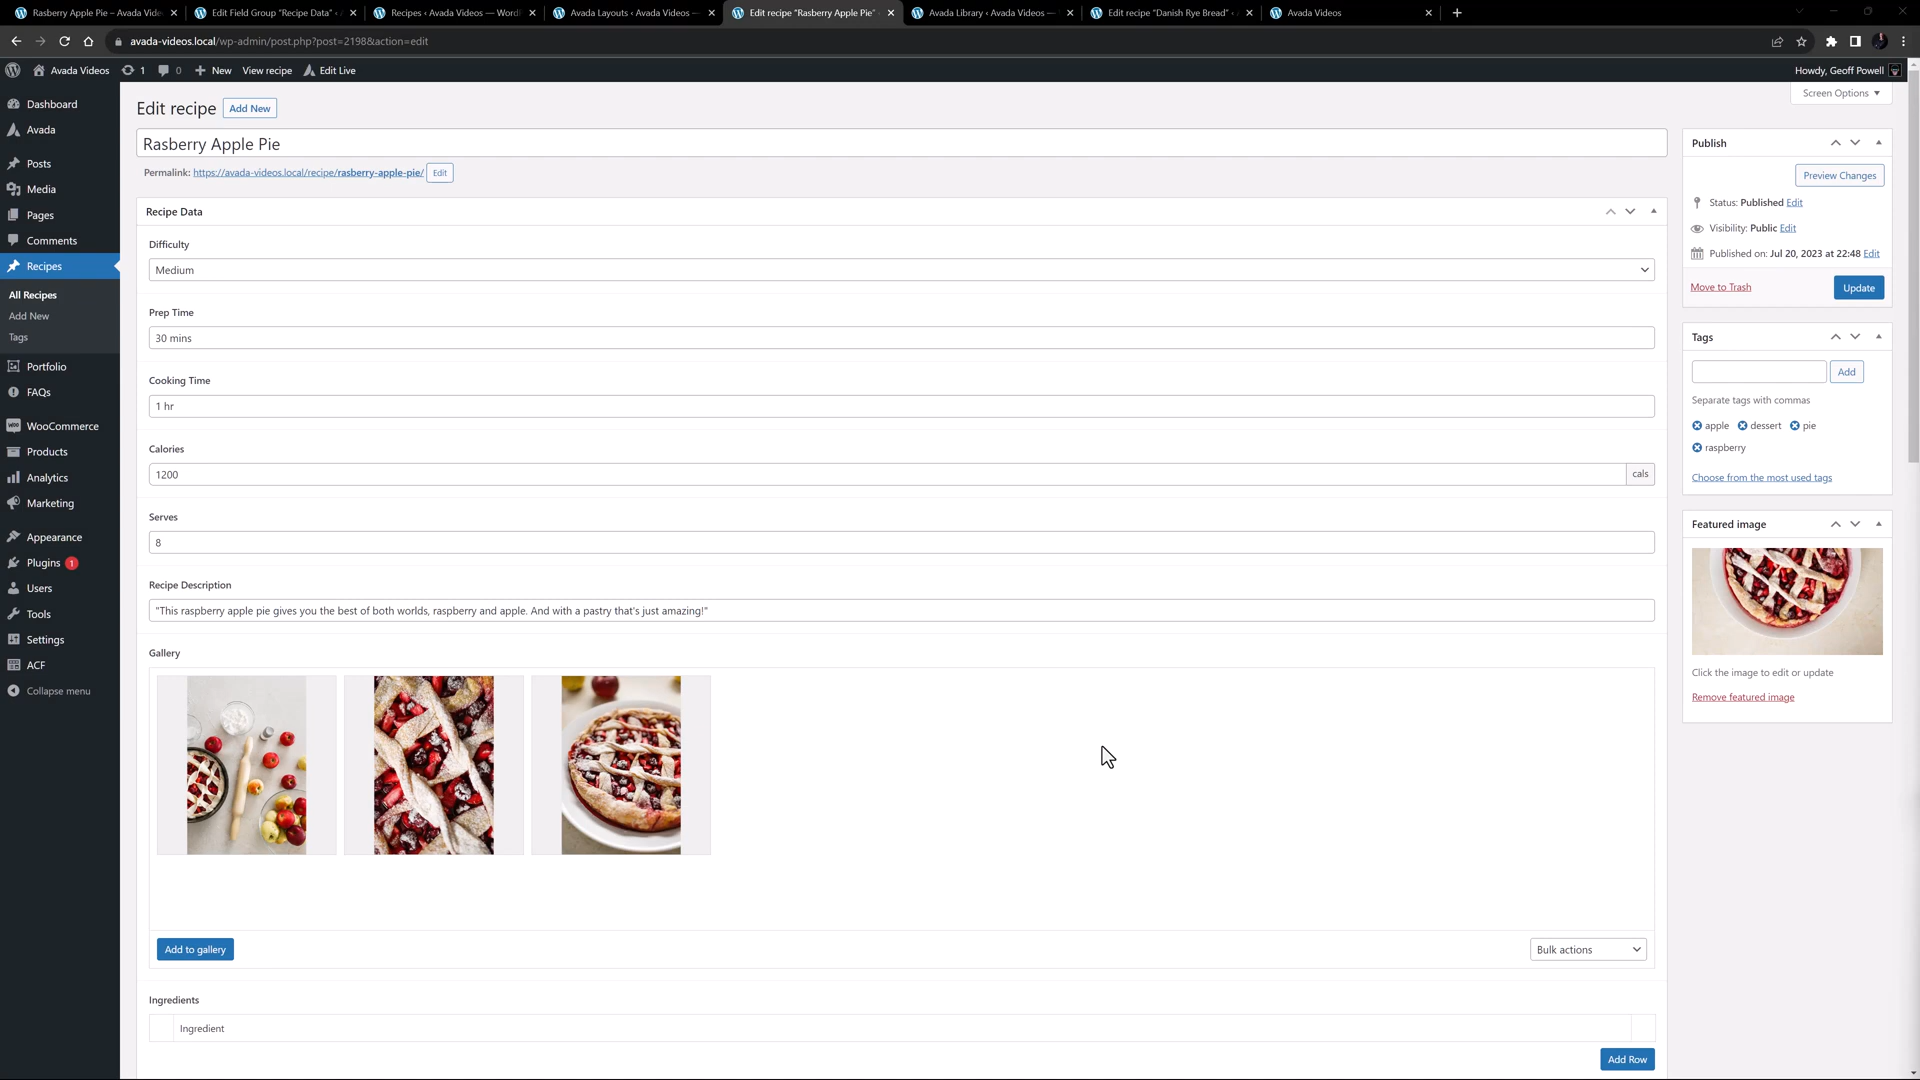 Rasberry Apple Pie – Avada Vide
Edit Field Group "Recipe Data" ‹ A
Recipes ‹ Avada Videos — Word
Avada Layouts ‹ Avada Videos —
Edit recipe "Rasberry Apple Pie" ‹
Avada Library ‹ Avada Videos —
Edit recipe "Danish Rye Bread" ‹ A
Avada Videos
avada-videos.local/wp-admin/post.php?post=2198&action=edit
Avada Videos
1
0
New
View recipe
Edit Live
Howdy, Geoff Powell
Screen Options
Dashboard
Avada
Posts
Media
Pages
Comments
Recipes
All Recipes
Add New
Tags
Portfolio
FAQs
WooCommerce
Products
Analytics
Marketing
Appearance
Plugins 1
Users
Tools
Settings
ACF
Collapse menu
Edit recipe
Add New
Rasberry Apple Pie
Permalink: https://avada-videos.local/recipe/rasberry-apple-pie/ Edit
Recipe Data
Difficulty
Medium
Prep Time
30 mins
Cooking Time
1 hr
Calories
1200
cals
Serves
8
Recipe Description
"This raspberry apple pie gives you the best of both worlds, raspberry and apple. And with a pastry that's just amazing!"
Gallery
Add to gallery
Bulk actions
Ingredients
Ingredient
Add Row
Publish
Preview Changes
Status: Published Edit
Visibility: Public Edit
Published on: Jul 20, 2023 at 22:48 Edit
Move to Trash
Update
Tags
Add
Separate tags with commas
apple dessert pie
raspberry
Choose from the most used tags
Featured image
Click the image to edit or update
Remove featured image